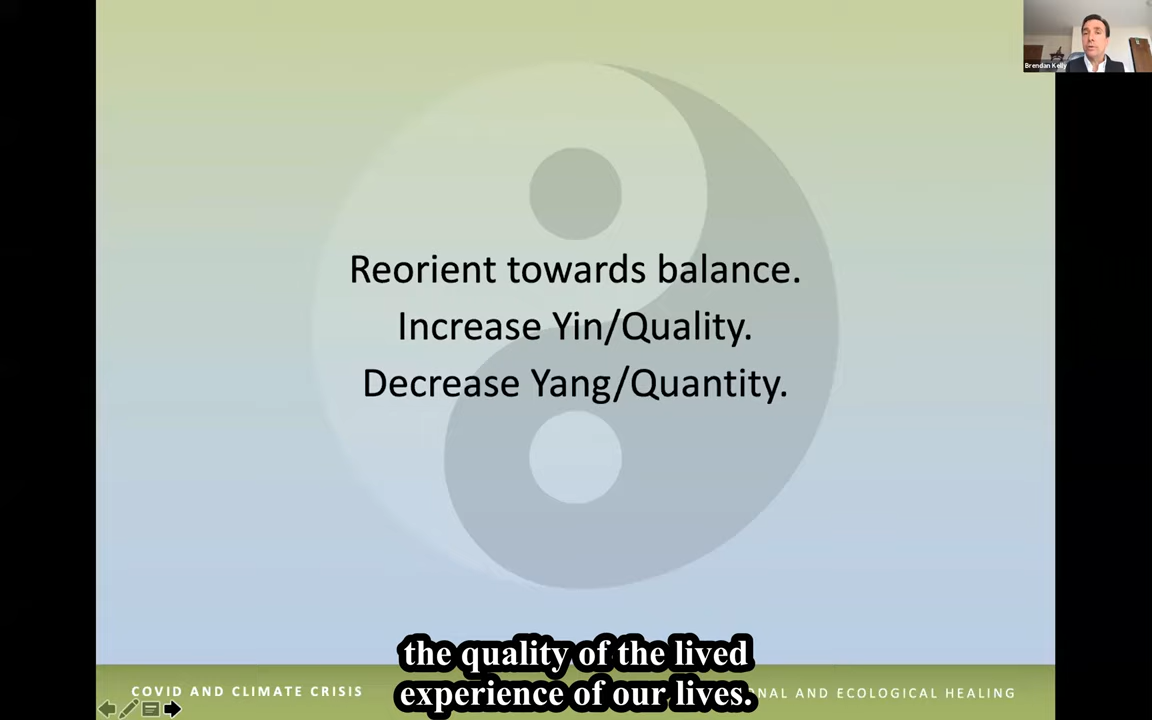 Brendan Kelly
Reorient towards balance.
Increase Yin/Quality.
Decrease Yang/Quantity.
the quality of the lived
experience of our lives.
COVID AND CLIMATE CRISIS
AND ECOLOGICAL HEALING